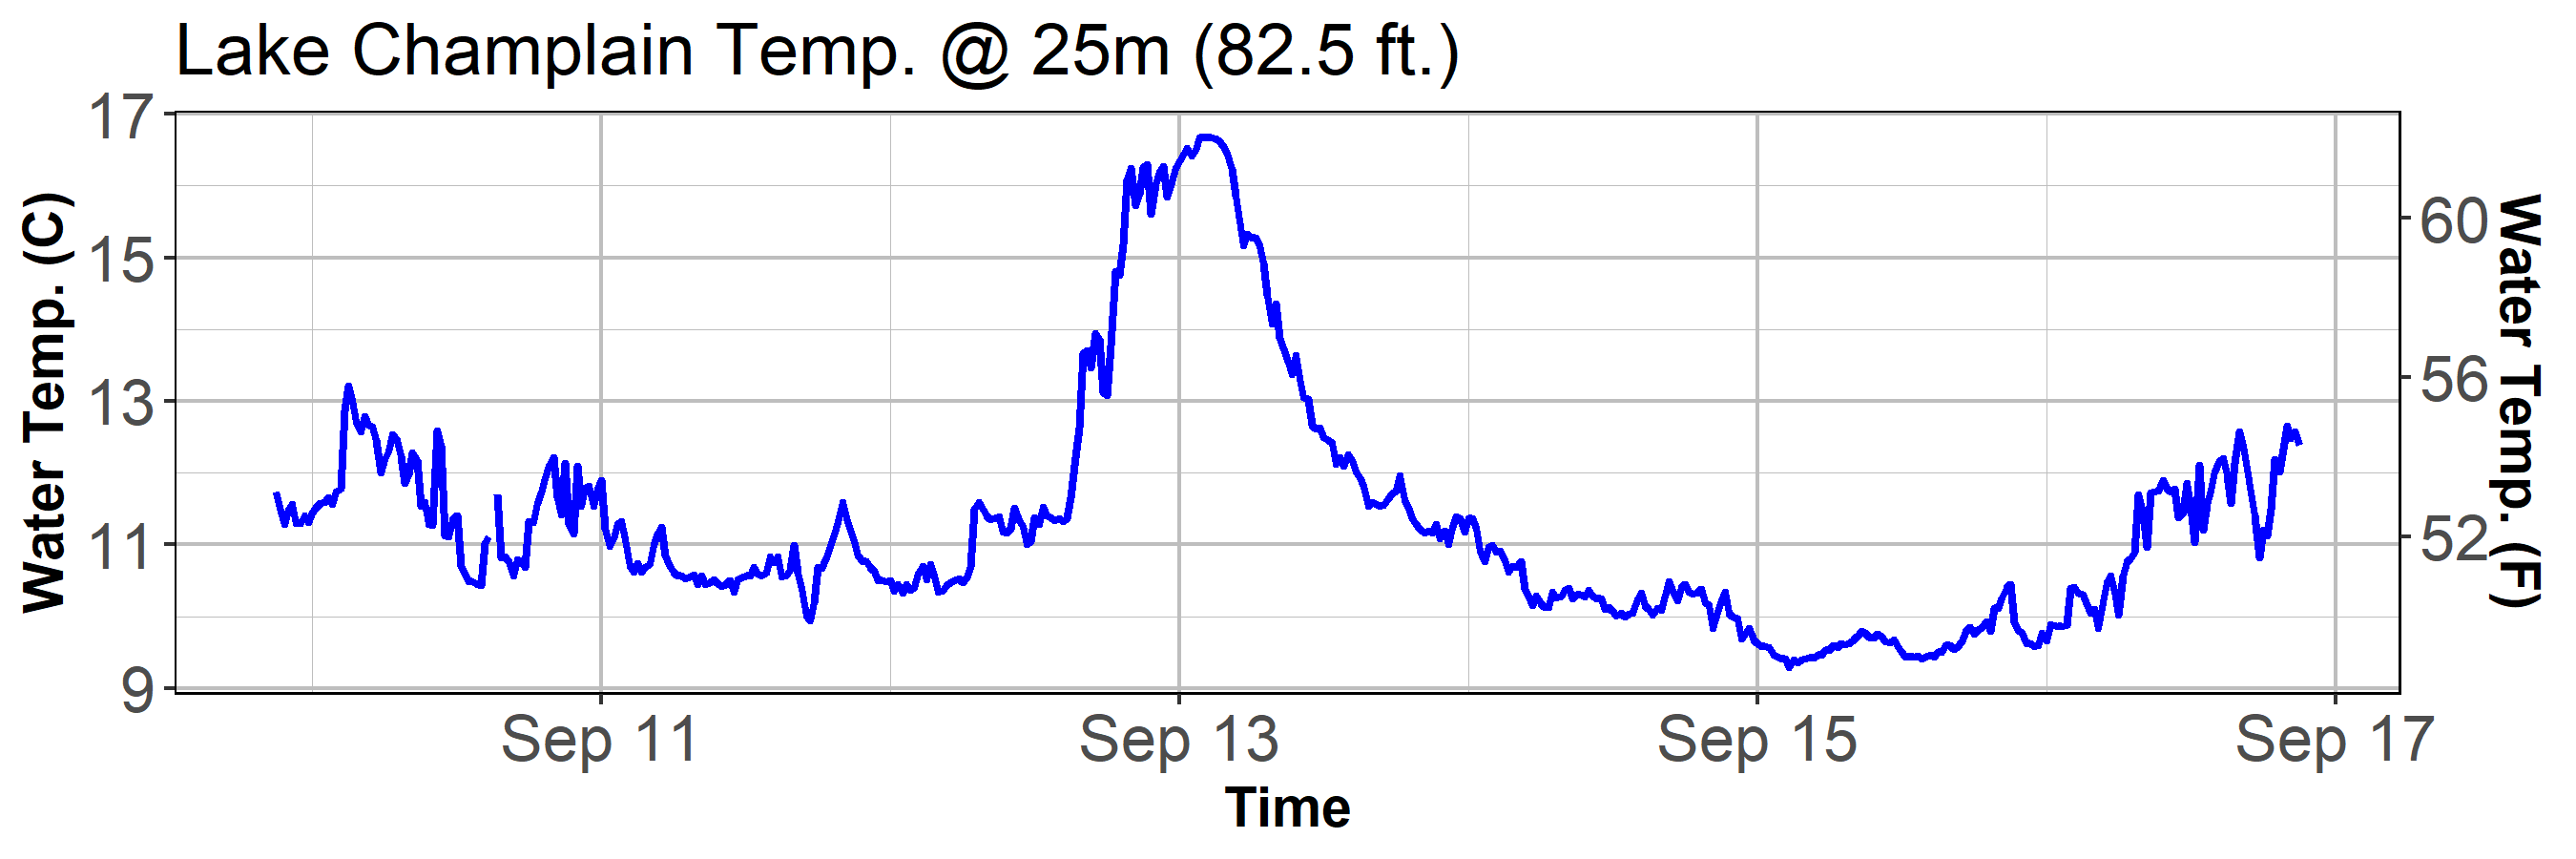 Lake Champlain Temp. @ 25m (82.5 ft.)
Water Temp. (C)
17
15
13
11
9
60
56
52
Water Temp. (F)
Sep 11 Sep 13 Sep 15 Sep 17
Time